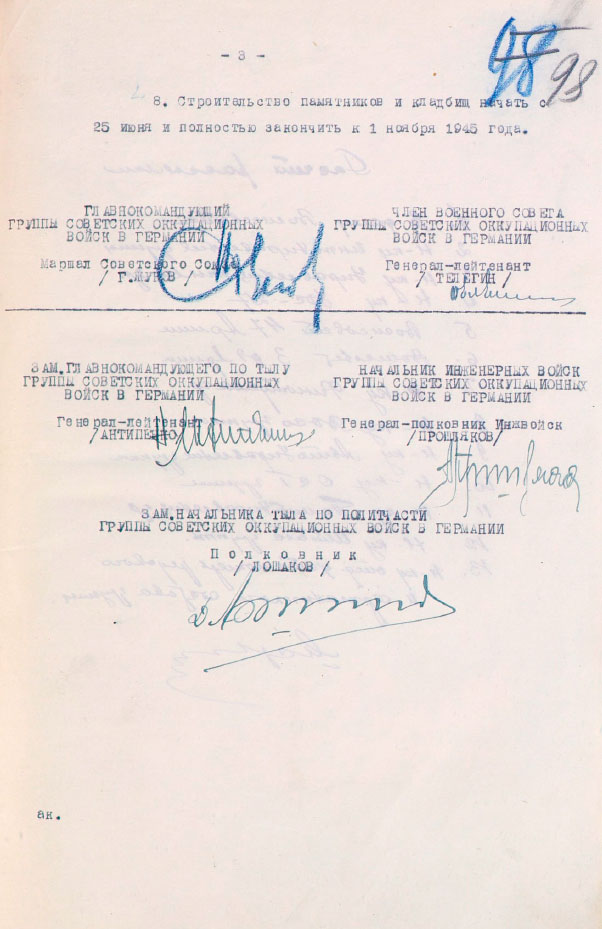 - 3 -
98
98
8. Строительство памятников и кладбищ начать с
25 июня и полностью закончить к 1 ноября 1945 года.
ГЛАВНОКОМАНДУЮЩИЙ
ГРУППЫ СОВЕТСКИХ ОККУПАЦИОННЫХ
ВОЙСК В ГЕРМАНИИ
Маршал Советского Союза
/ Г.ЖУКОВ /
ЧЛЕН ВОЕННОГО СОВЕТА
ГРУППЫ СОВЕТСКИХ ОККУПАЦИОННЫХ
ВОЙСК В ГЕРМАНИИ
Генерал-лейтенант
/ ТЕЛЕГИН /
ЗАМ.ГЛАВНОКОМАНДУЮЩЕГО ПО ТЫЛУ
ГРУППЫ СОВЕТСКИХ ОККУПАЦИОННЫХ
ВОЙСК В ГЕРМАНИИ
Генерал-лейтенант
/АНТИПЕНКО/
НАЧАЛЬНИК ИНЖЕНЕРНЫХ ВОЙСК
ГРУППЫ СОВЕТСКИХ ОККУПАЦИОННЫХ
ВОЙСК В ГЕРМАНИИ
Генерал-полковник Инжвойск
/ПРОШЛЯКОВ/
ЗАМ.НАЧАЛЬНИКА ТЫЛА ПО ПОЛИТЧАСТИ
ГРУППЫ СОВЕТСКИХ ОККУПАЦИОННЫХ ВОЙСК В ГЕРМАНИИ
Полковник
/ ЛОШАКОВ /
ак.